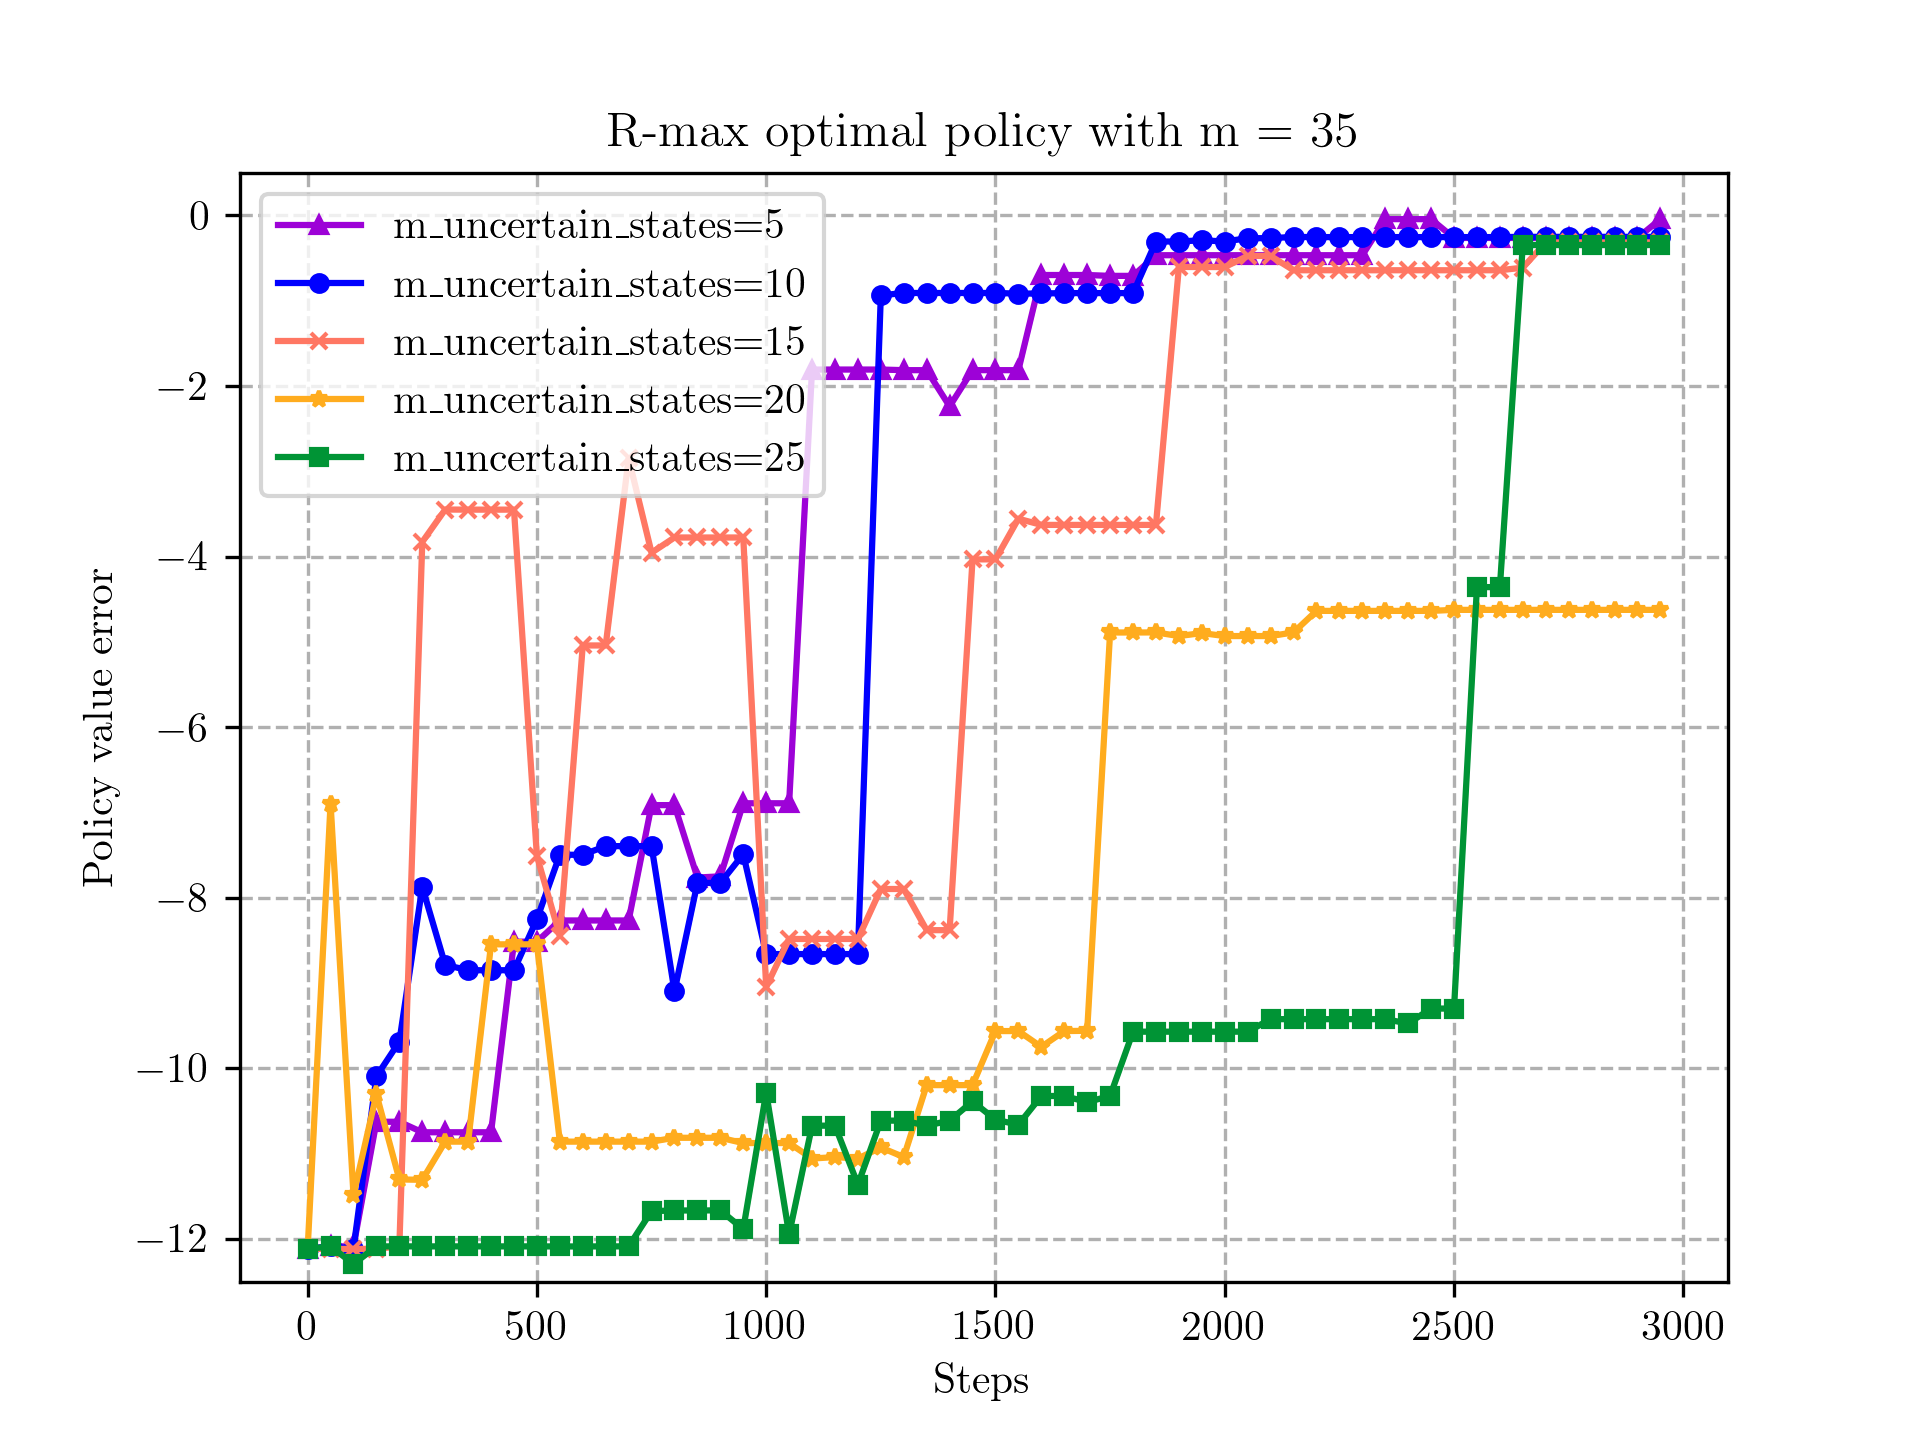 R-max optimal policy with m = 35
m_uncertain_states=5
m_uncertain_states=10
m_uncertain_states=15
m_uncertain_states=20
m_uncertain_states=25
0
−2
−4
−6
−8
−10
−12
Policy value error
0 500 1000 1500 2000 2500 3000
Steps